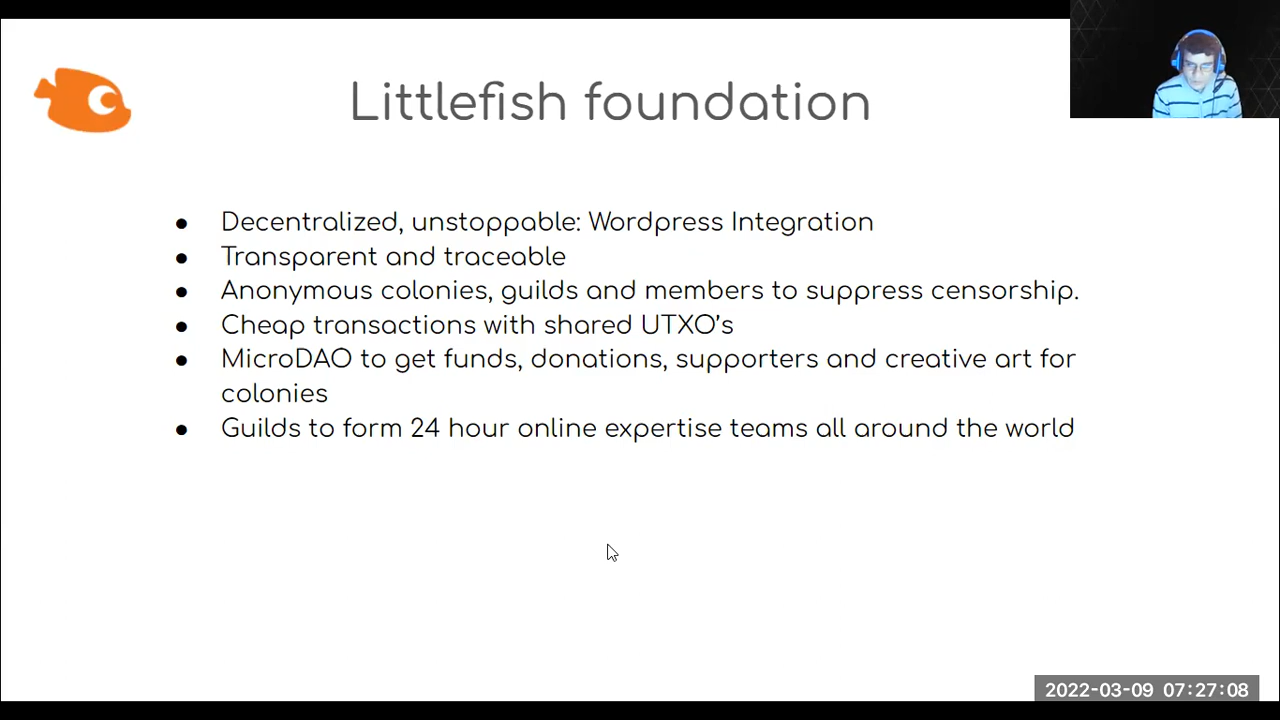 Littlefish foundation
● Decentralized, unstoppable: Wordpress Integration
● Transparent and traceable
● Anonymous colonies, guilds and members to suppress censorship.
● Cheap transactions with shared UTXO’s
● MicroDAO to get funds, donations, supporters and creative art for
colonies
● Guilds to form 24 hour online expertise teams all around the world
2022-03-09 07:27:08